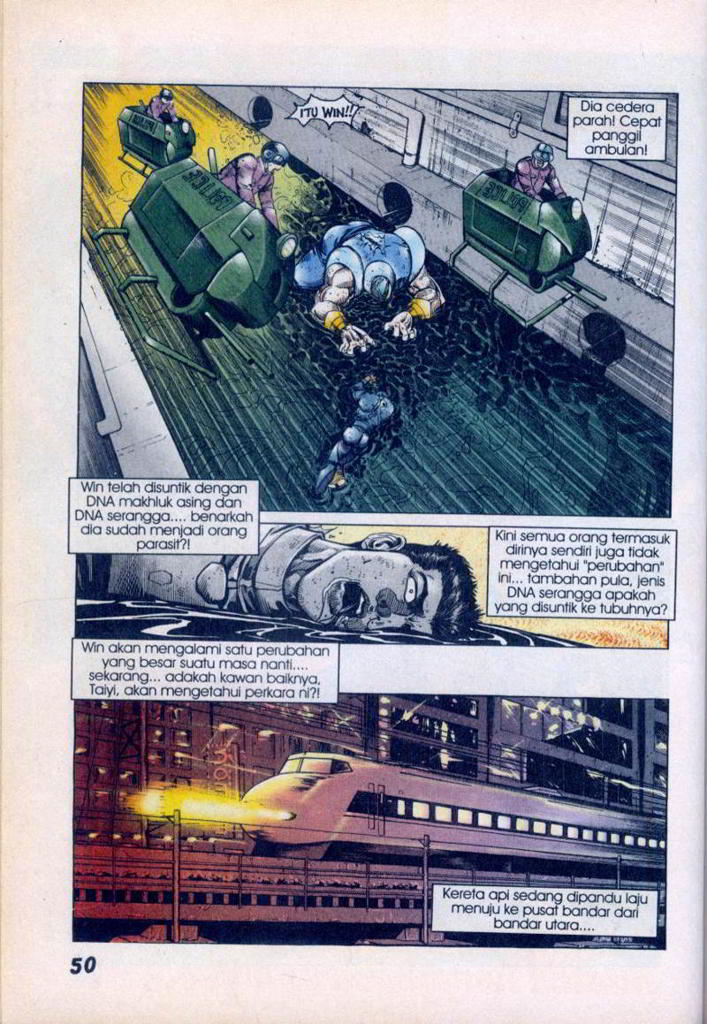 ITU WIN!!
Dia cedera
parah! Cepat
panggil
ambulan!
POLICE
POLICE
Win telah disuntik dengan
DNA makhluk asing dan
DNA serangga.... benarkah
dia sudah menjadi orang
parasit?!
Kini semua orang termasuk
dirinya sendiri juga tidak
mengetahui "perubahan"
ini... tambahan pula, jenis
DNA serangga apakah
yang disuntik ke tubuhnya?
Win akan mengalami satu perubahan
yang besar suatu masa nanti....
sekarang... adakah kawan baiknya,
Taiyi, akan mengetahui perkara ni?!
Kereta api sedang dipandu laju
menuju ke pusat bandar dari
bandar utara....
50